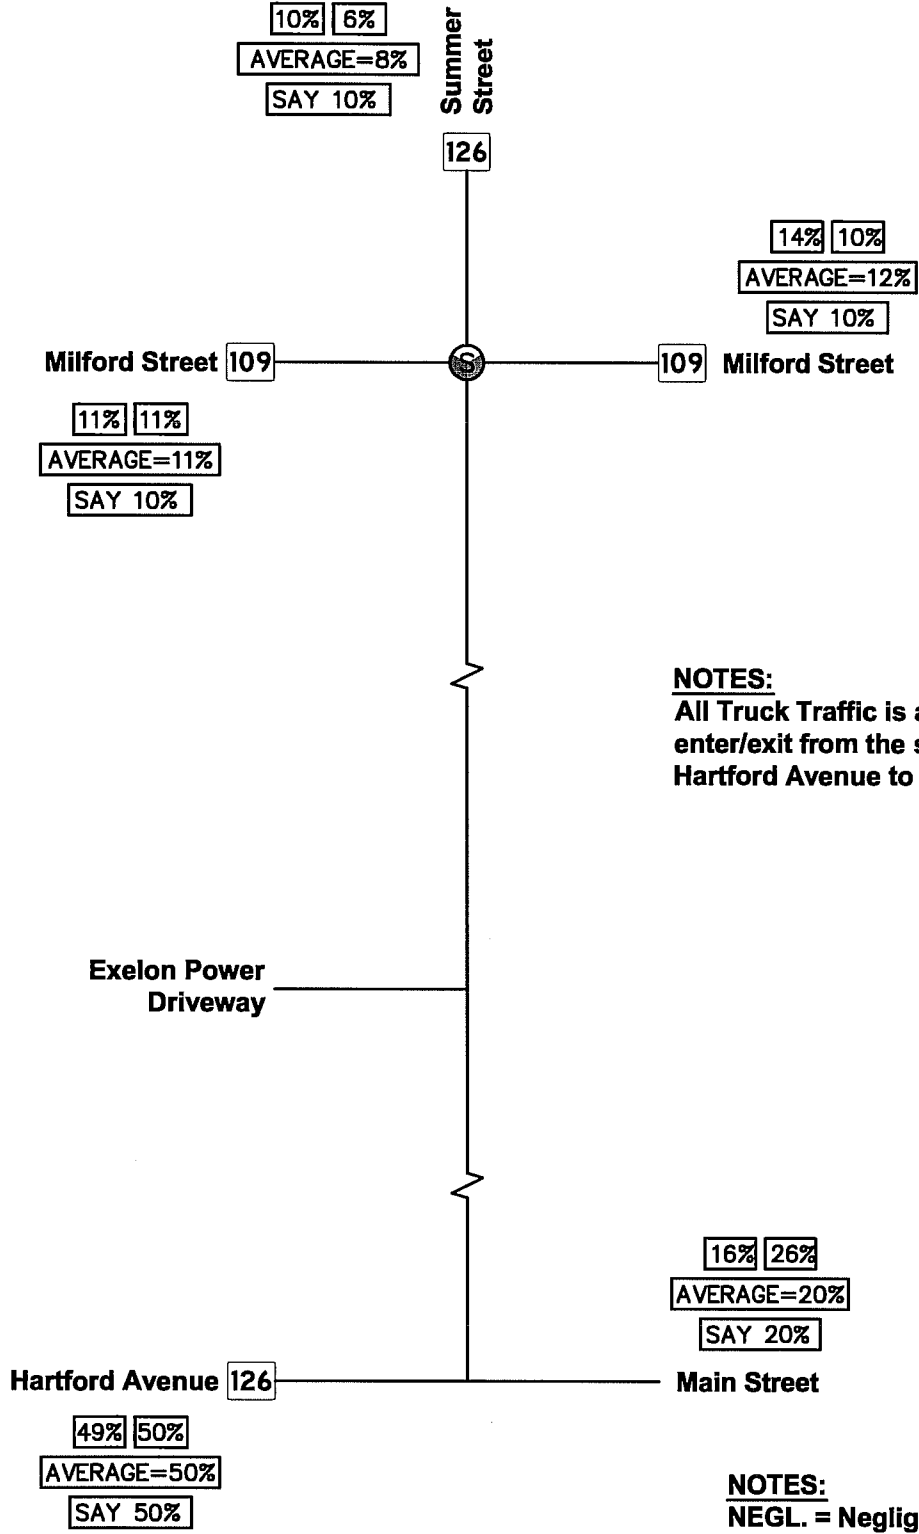 10% 6%
AVERAGE=8%
SAY 10%
Summer
Street
126
14% 10%
AVERAGE=12%
SAY 10%
Milford Street 109
S
109 Milford Street
11% 11%
AVERAGE=11%
SAY 10%
NOTES:
All Truck Traffic is
enter/exit from the
Hartford Avenue to
Exelon Power
Driveway
16% 26%
AVERAGE=20%
SAY 20%
Hartford Avenue 126
Main Street
49% 50%
AVERAGE=50%
SAY 50%
NOTES:
NEGL. = Neglig